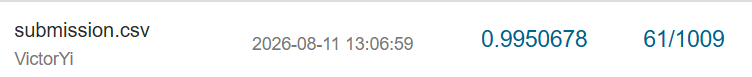 submission.csv
VictorYi
2026-08-11 13:06:59
0.9950678
61/1009